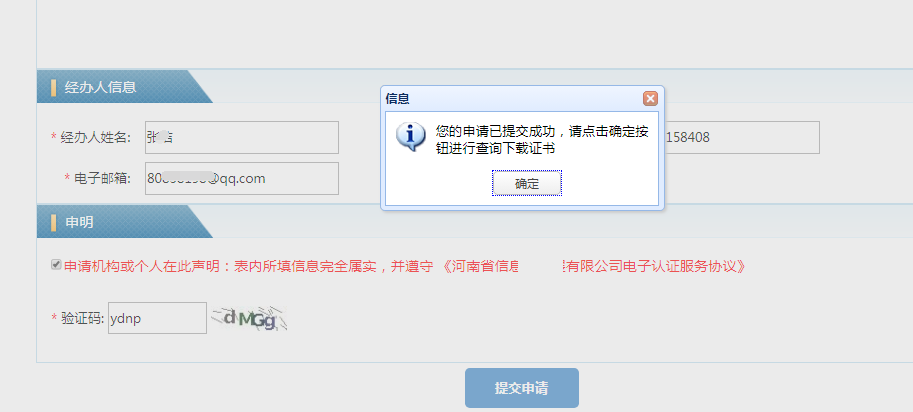 经办人信息
信息
您的申请已提交成功，请点击确定按
钮进行查询下载证书
确定
* 经办人姓名: 张
158408
* 电子邮箱: @qq.com
申明
申请机构或个人在此声明：表内所填信息完全属实，并遵守 《河南省信息 有限公司电子认证服务协议》
* 验证码: ydnp dMGg
提交申请